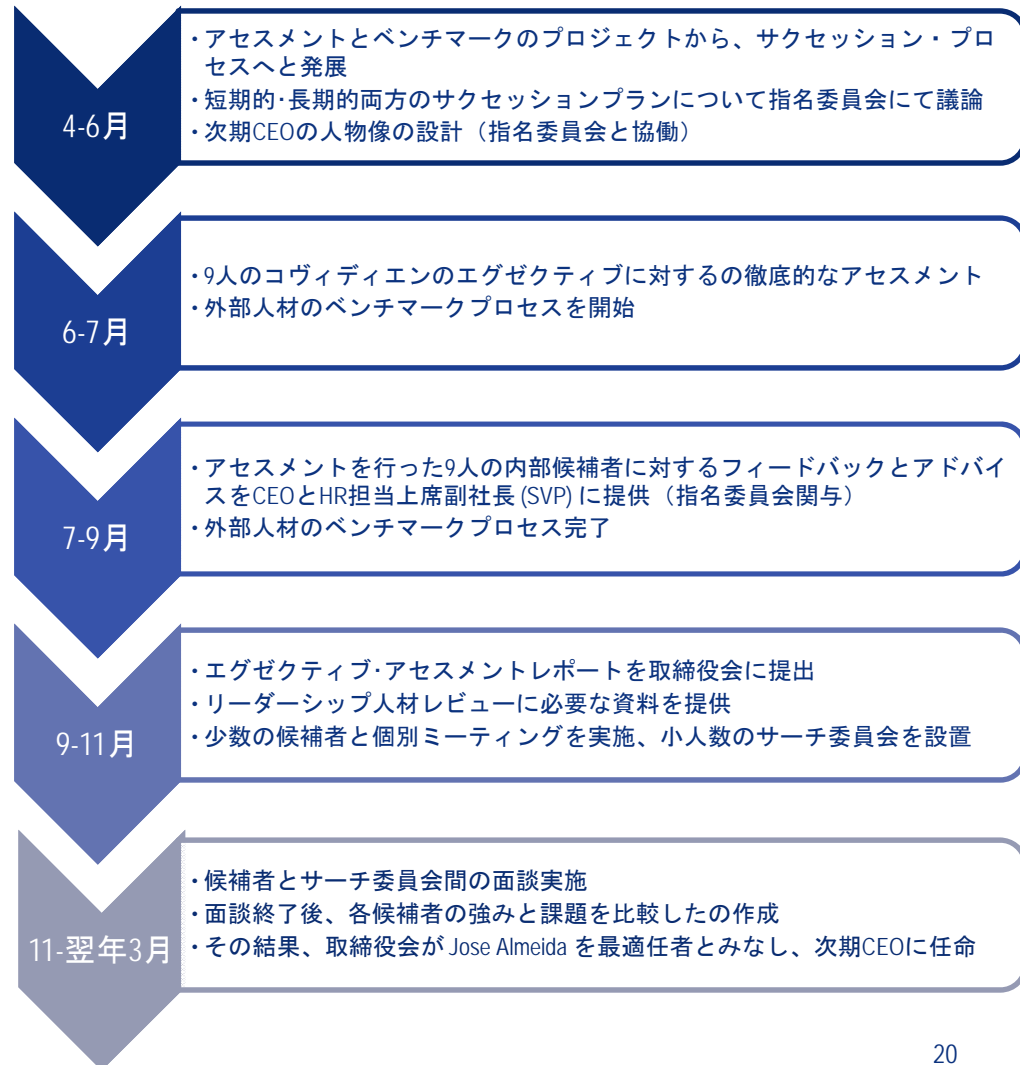 4-6月
・アセスメントとベンチマークのプロジェクトから、サクセッション・プロ
セスへと発展
・短期的･長期的両方のサクセッションプランについて指名委員会にて議論
・次期CEOの人物像の設計（指名委員会と協働）
6-7月
・9人のコヴィディエンのエグゼクティブに対するの徹底的なアセスメント
・外部人材のベンチマークプロセスを開始
7-9月
・アセスメントを行った9人の内部候補者に対するフィードバックとアドバイ
スをCEOとHR担当上席副社長 (SVP) に提供（指名委員会関与）
・外部人材のベンチマークプロセス完了
9-11月
・エグゼクティブ･アセスメントレポートを取締役会に提出
・リーダーシップ人材レビューに必要な資料を提供
・少数の候補者と個別ミーティングを実施、小人数のサーチ委員会を設置
11-翌年3月
・候補者とサーチ委員会間の面談実施
・面談終了後、各候補者の強みと課題を比較したの作成
・その結果、取締役会が Jose Almeida を最適任者とみなし、次期CEOに任命
20